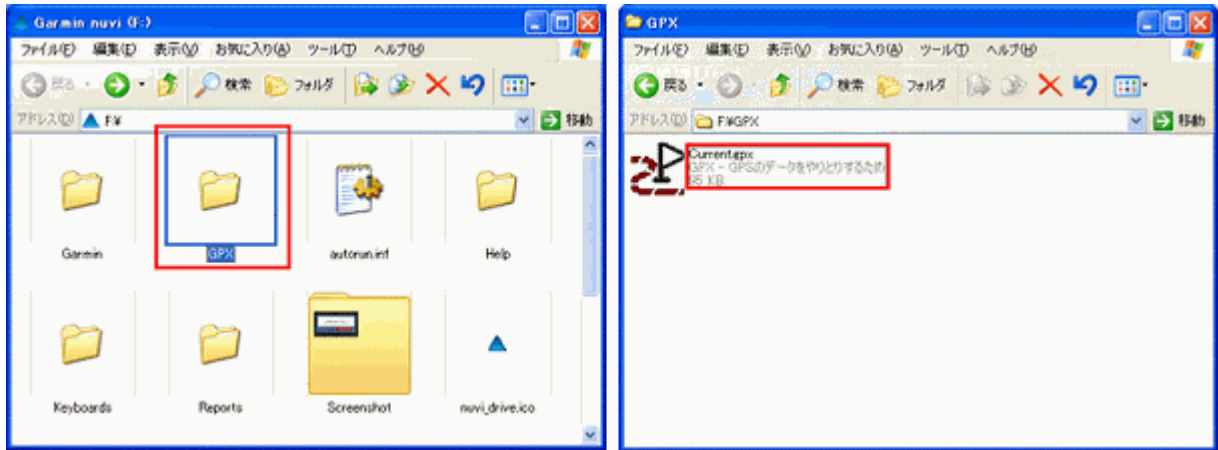 Garmin nuvi (F:)
ファイル(F) 編集(E) 表示(V) お気に入り(A) ツール(T) ヘルプ(H)
戻る 検索 フォルダ
アドレス(D) F:¥ 移動
Garmin GPX autorun.inf Help
Keyboards Reports Screenshot nuvi_drive.ico
GPX
ファイル(F) 編集(E) 表示(V) お気に入り(A) ツール(T) ヘルプ(H)
戻る 検索 フォルダ
アドレス(D) F:¥GPX 移動
Current.gpx
GPX - GPSのデータをやりとりするため
95 KB